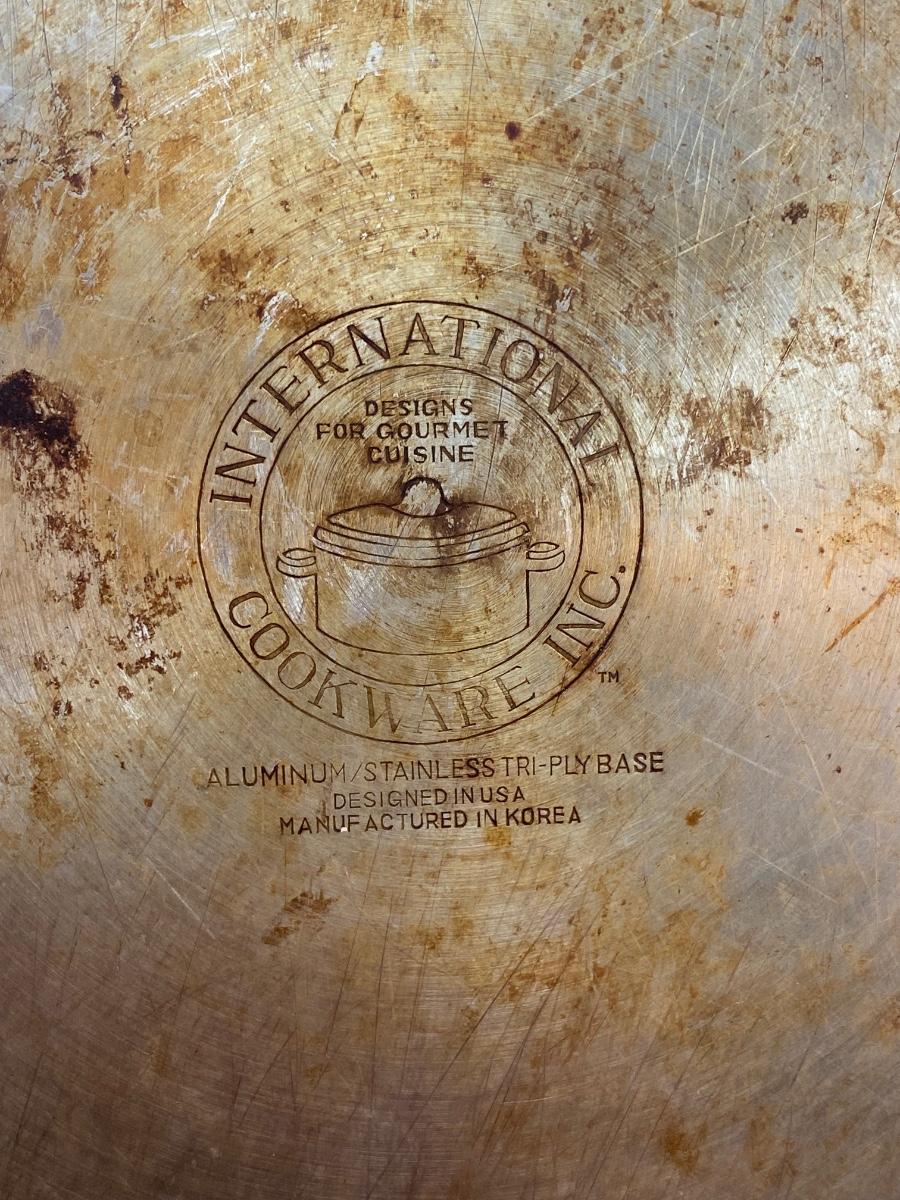 INTERNATIONAL
DESIGNS
FOR GOURMET
CUISINE
COOKWARE INC.
TM
ALUMINUM/STAINLESS TRI-PLY BASE
DESIGNED IN USA
MANUFACTURED IN KOREA